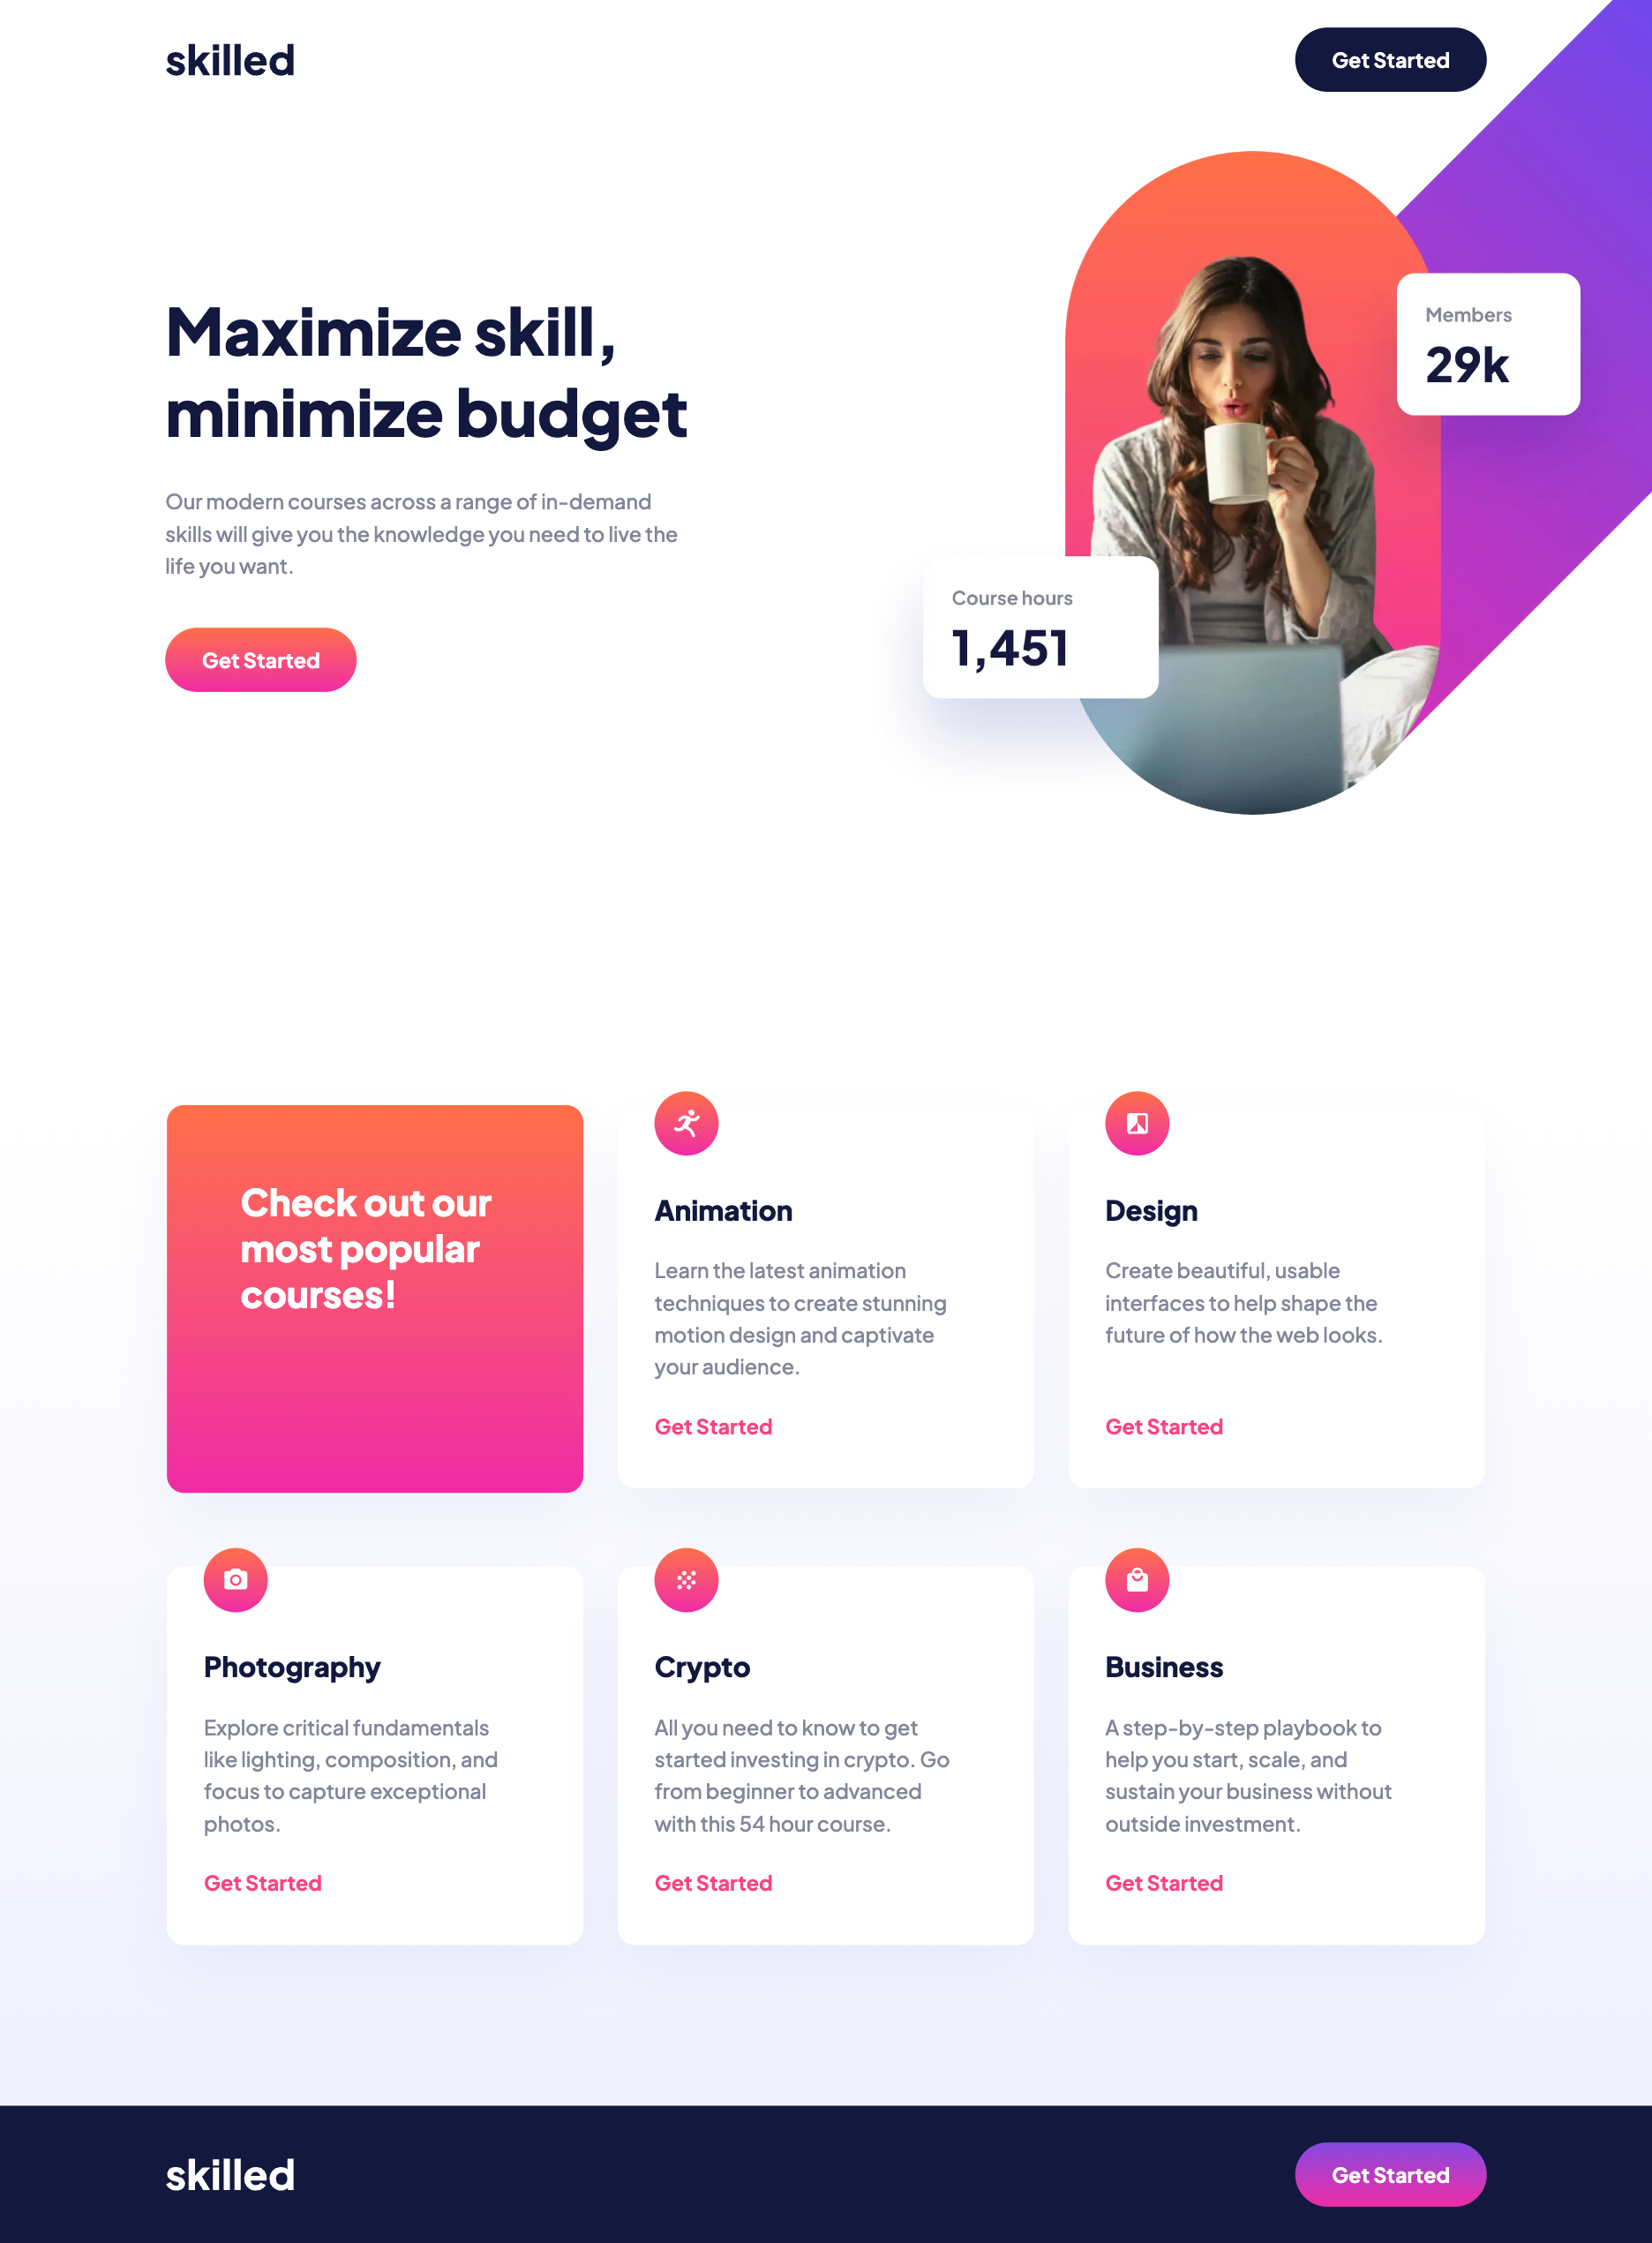 skilled
Get Started
Maximize skill,
minimize budget
Our modern courses across a range of in-demand
skills will give you the knowledge you need to live the
life you want.
Get Started
Members
29k
Course hours
1,451
Check out our
most popular
courses!
Animation
Learn the latest animation
techniques to create stunning
motion design and captivate
your audience.
Get Started
Design
Create beautiful, usable
interfaces to help shape the
future of how the web looks.
Get Started
Photography
Explore critical fundamentals
like lighting, composition, and
focus to capture exceptional
photos.
Get Started
Crypto
All you need to know to get
started investing in crypto. Go
from beginner to advanced
with this 54 hour course.
Get Started
Business
A step-by-step playbook to
help you start, scale, and
sustain your business without
outside investment.
Get Started
skilled
Get Started